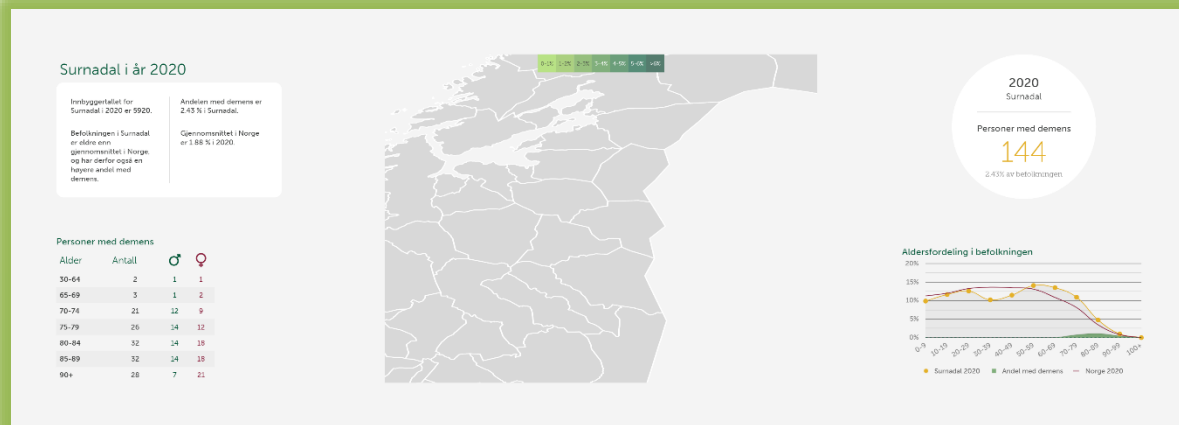 Surnadal i år 2020
Innbyggertallet for
Surnadal i 2020 er 5920.
Befolkningen i Surnadal
er eldre enn
gjennomsnittet i Norge,
og har derfor også en
høyere andel med
demens.
Andelen med demens er
2.43 % i Surnadal.
Gjennomsnittet i Norge
er 1.88 % i 2020.
Personer med demens
Alder Antall ♂ ♀
30-64 2 1 1
65-69 3 1 2
70-74 21 12 9
75-79 26 14 12
80-84 32 14 18
85-89 32 14 18
90+ 28 7 21
0-1% 1-2% 2-3% 3-4% 4-5% 5-6% >6%
2020
Surnadal
Personer med demens
144
2.43% av befolkningen
Aldersfordeling i befolkningen
20%
15%
10%
5%
0%
0-9 10-19 20-29 30-39 40-49 50-59 60-69 70-79 80-89 90-99 100+
Surnadal 2020 Andel med demens Norge 2020